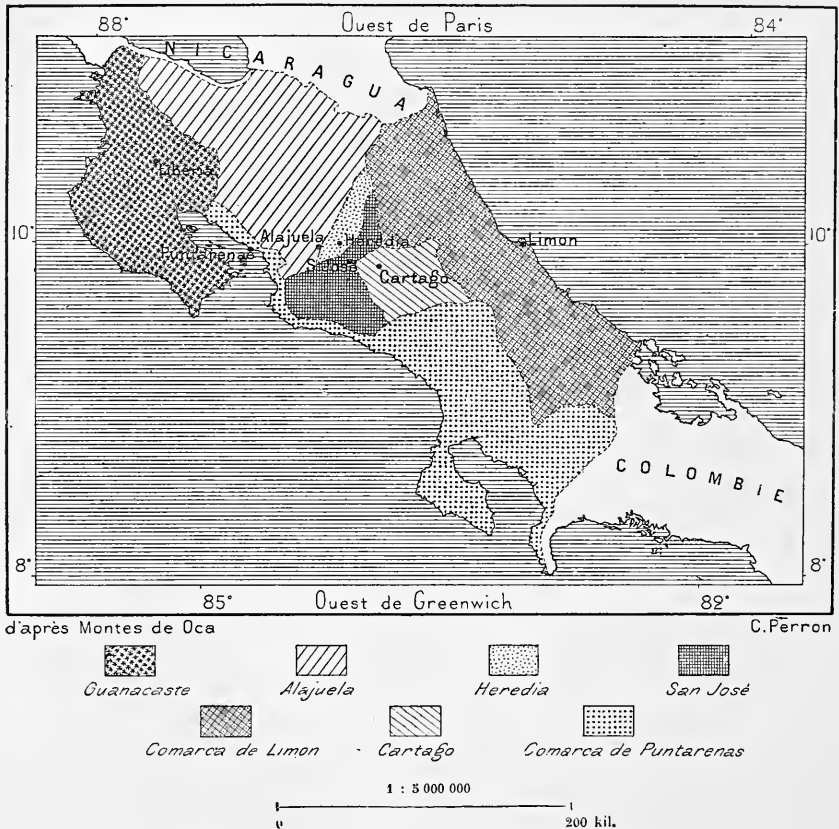 88° Ouest de Paris 84°
NICARAGUA
Liberia
10° 10°
Alajuela Heredia Limon
Puntarenas
S. José
Cartago
COLOMBIE
8° 8°
85° Ouest de Greenwich 82°
d'après Montes de Oca C. Perron
Guanacaste Alajuela Heredia San José
Comarca de Limon Cartago Comarca de Puntarenas
1 : 5 000 000
0 200 kil.